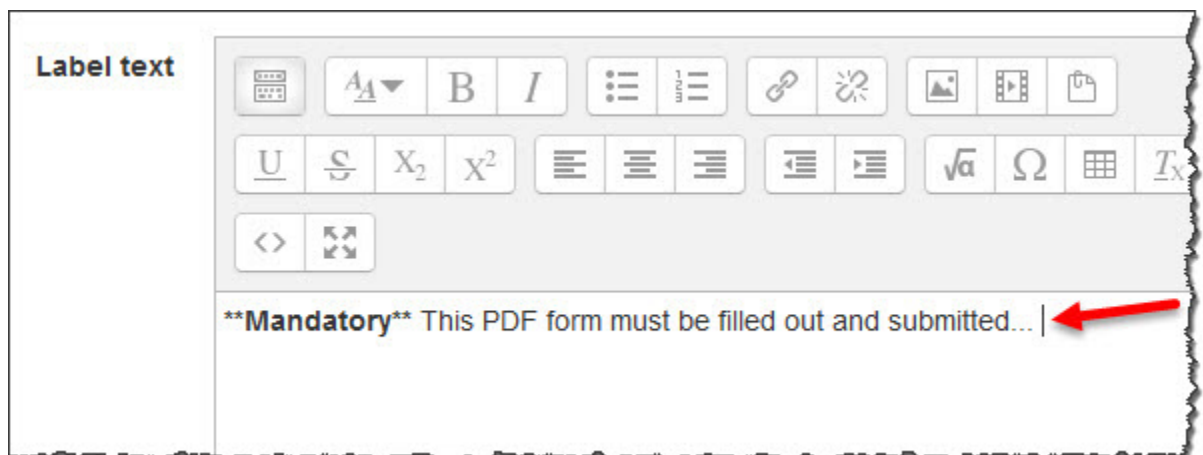 Label text
**Mandatory** This PDF form must be filled out and submitted...